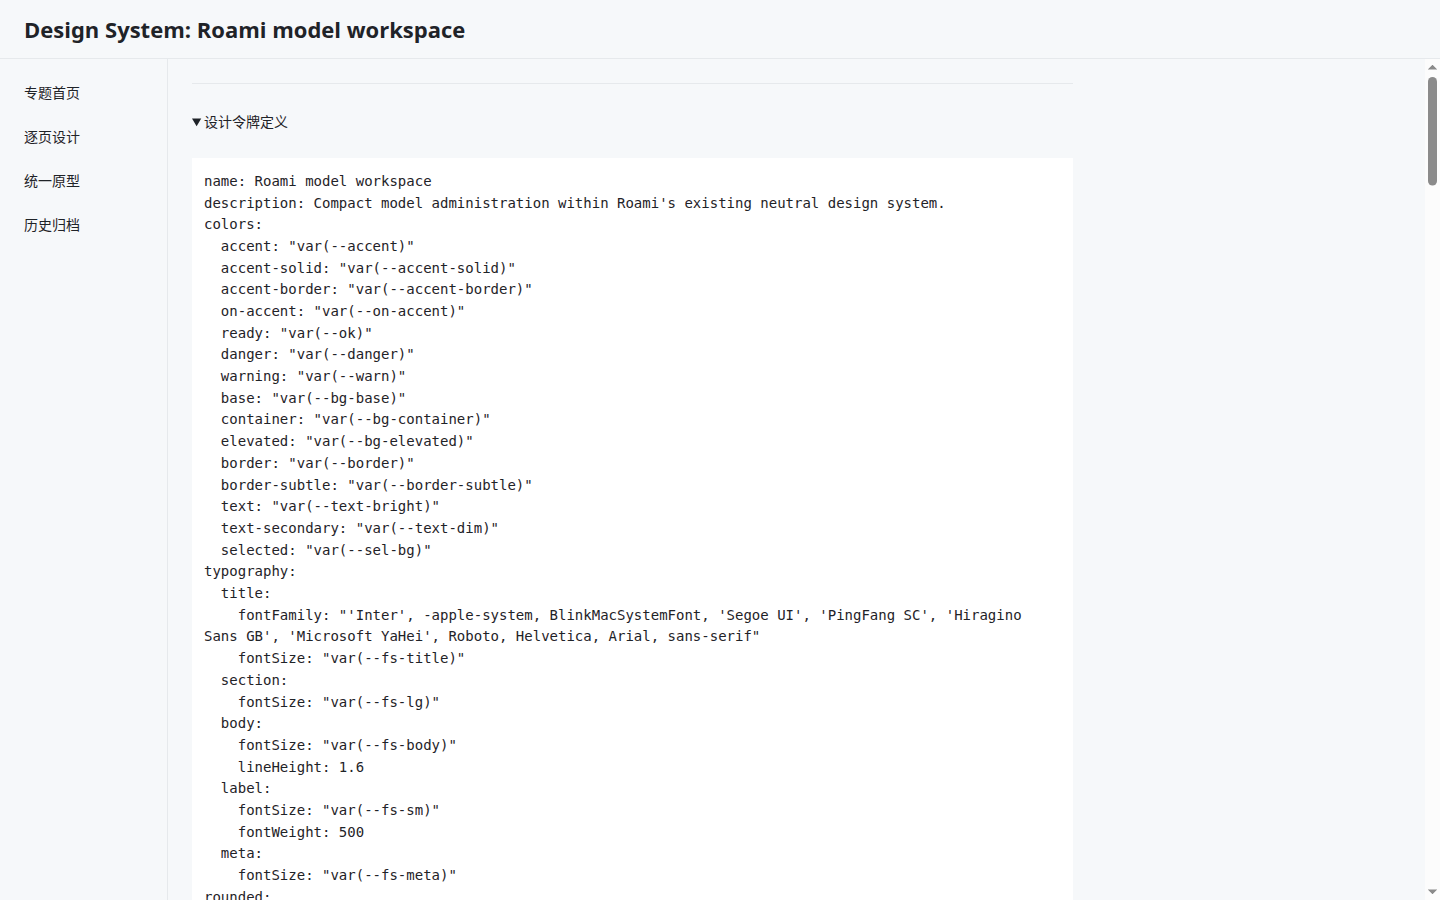 Design System: Roami model workspace
专题首页
逐页设计
统一原型
历史归档
▼设计令牌定义
name: Roami model workspace
description: Compact model administration within Roami's existing neutral design system.
colors:
  accent: "var(--accent)"
  accent-solid: "var(--accent-solid)"
  accent-border: "var(--accent-border)"
  on-accent: "var(--on-accent)"
  ready: "var(--ok)"
  danger: "var(--danger)"
  warning: "var(--warn)"
  base: "var(--bg-base)"
  container: "var(--bg-container)"
  elevated: "var(--bg-elevated)"
  border: "var(--border)"
  border-subtle: "var(--border-subtle)"
  text: "var(--text-bright)"
  text-secondary: "var(--text-dim)"
  selected: "var(--sel-bg)"
typography:
  title:
    fontFamily: "'Inter', -apple-system, BlinkMacSystemFont, 'Segoe UI', 'PingFang SC', 'Hiragino
Sans GB', 'Microsoft YaHei', Roboto, Helvetica, Arial, sans-serif"
    fontSize: "var(--fs-title)"
  section:
    fontSize: "var(--fs-lg)"
  body:
    fontSize: "var(--fs-body)"
    lineHeight: 1.6
  label:
    fontSize: "var(--fs-sm)"
    fontWeight: 500
  meta:
    fontSize: "var(--fs-meta)"
rounded: